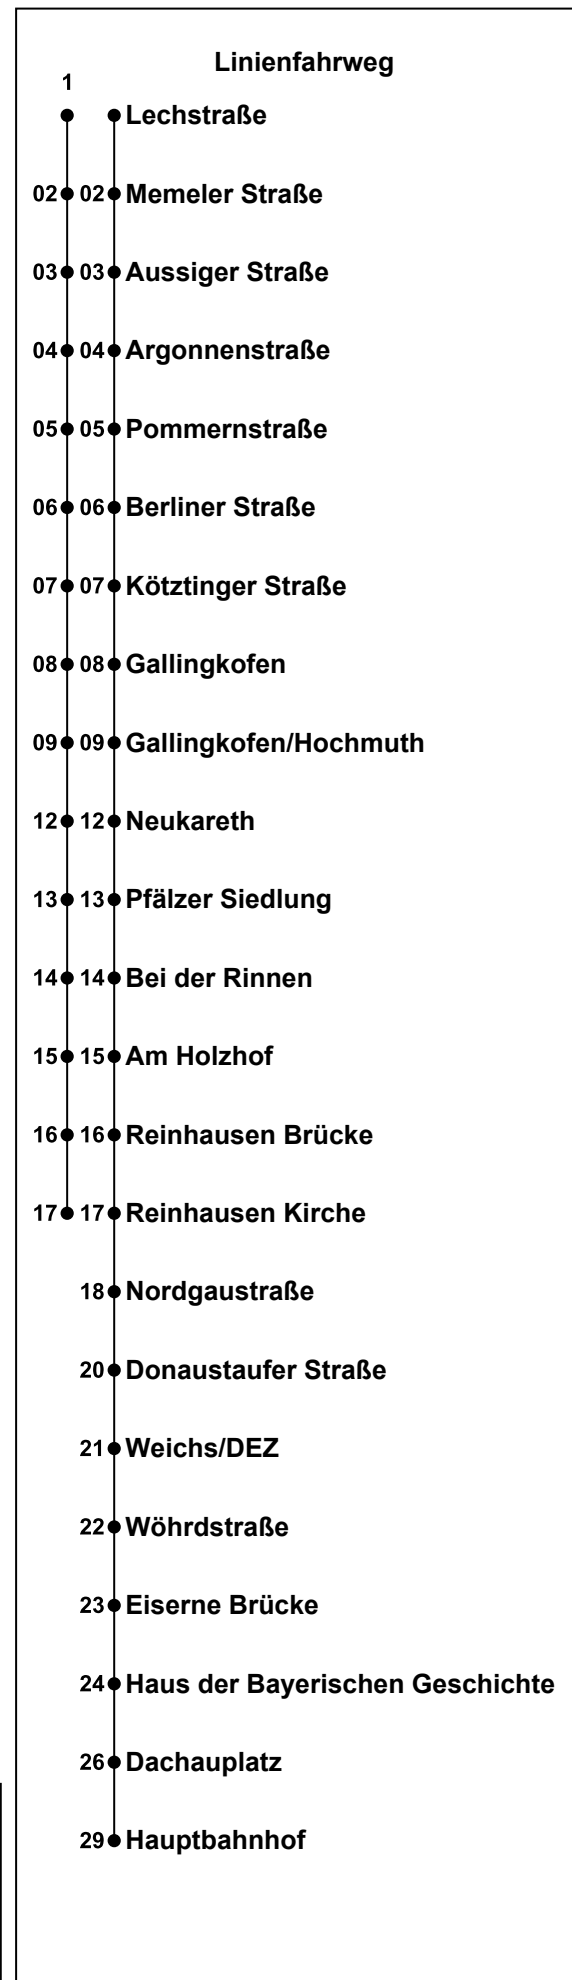 Linienfahrweg
1
Lechstraße
02 02 Memeler Straße
03 03 Aussiger Straße
04 04 Argonnenstraße
05 05 Pommernstraße
06 06 Berliner Straße
07 07 Kötztinger Straße
08 08 Gallingkofen
09 09 Gallingkofen/Hochmuth
12 12 Neukareth
13 13 Pfälzer Siedlung
14 14 Bei der Rinnen
15 15 Am Holzhof
16 16 Reinhausen Brücke
17 17 Reinhausen Kirche
18 Nordgaustraße
20 Donaustaufer Straße
21 Weichs/DEZ
22 Wöhrdstraße
23 Eiserne Brücke
24 Haus der Bayerischen Geschichte
26 Dachauplatz
29 Hauptbahnhof